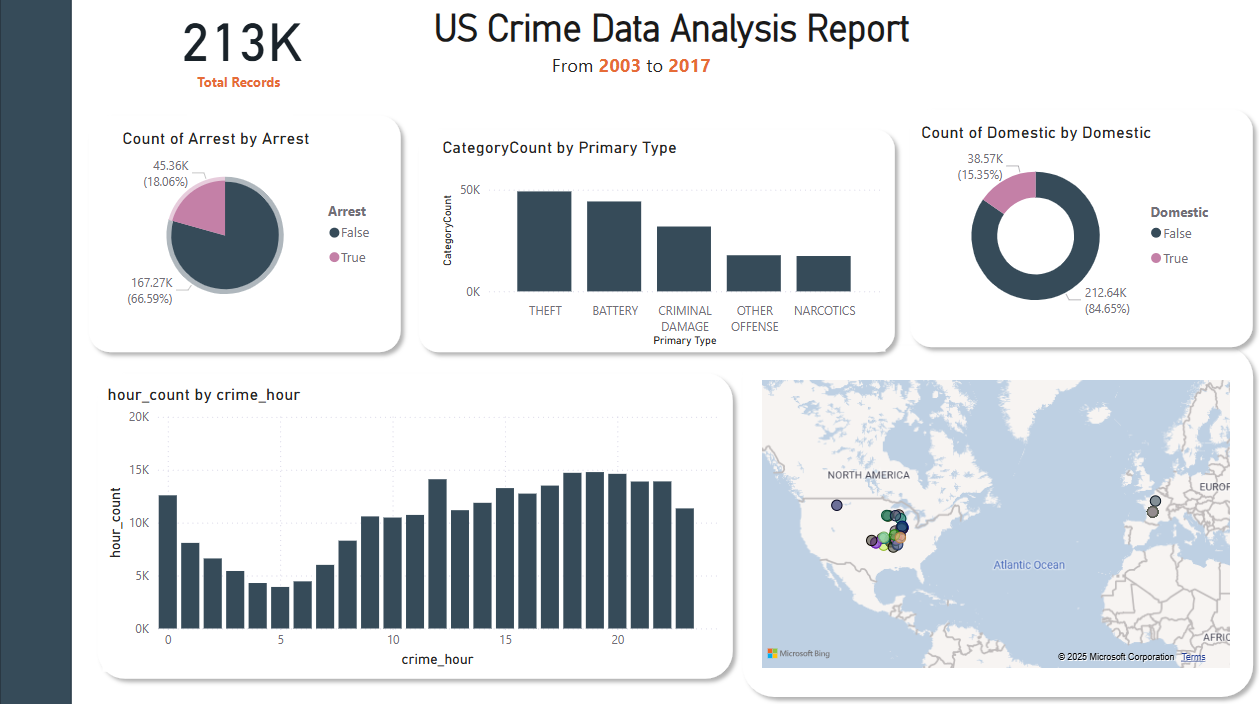 213K
Total Records
US Crime Data Analysis Report
From 2003 to 2017
Count of Arrest by Arrest
45.36K
(18.06%)
167.27K
(66.59%)
Arrest
False
True
CategoryCount by Primary Type
CategoryCount
50K
0K
THEFT
BATTERY
CRIMINAL
DAMAGE
OTHER
OFFENSE
NARCOTICS
Primary Type
Count of Domestic by Domestic
38.57K
(15.35%)
212.64K
(84.65%)
Domestic
False
True
hour_count by crime_hour
hour_count
20K
15K
10K
5K
0K
0
5
10
15
20
crime_hour
NORTH AMERICA
EUROP
Atlantic Ocean
AFRIC
Microsoft Bing
© 2025 Microsoft Corporation Terms